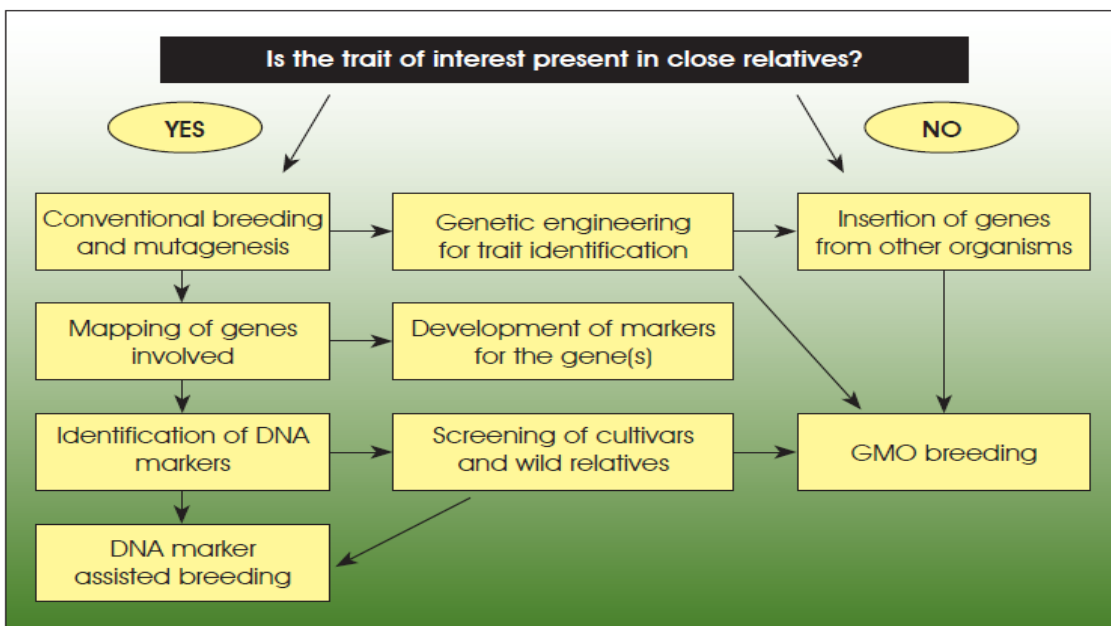 Is the trait of interest present in close relatives?
YES
NO
Conventional breeding
and mutagenesis
Genetic engineering
for trait identification
Insertion of genes
from other organisms
Mapping of genes
involved
Development of markers
for the gene(s)
Identification of DNA
markers
Screening of cultivars
and wild relatives
GMO breeding
DNA marker
assisted breeding